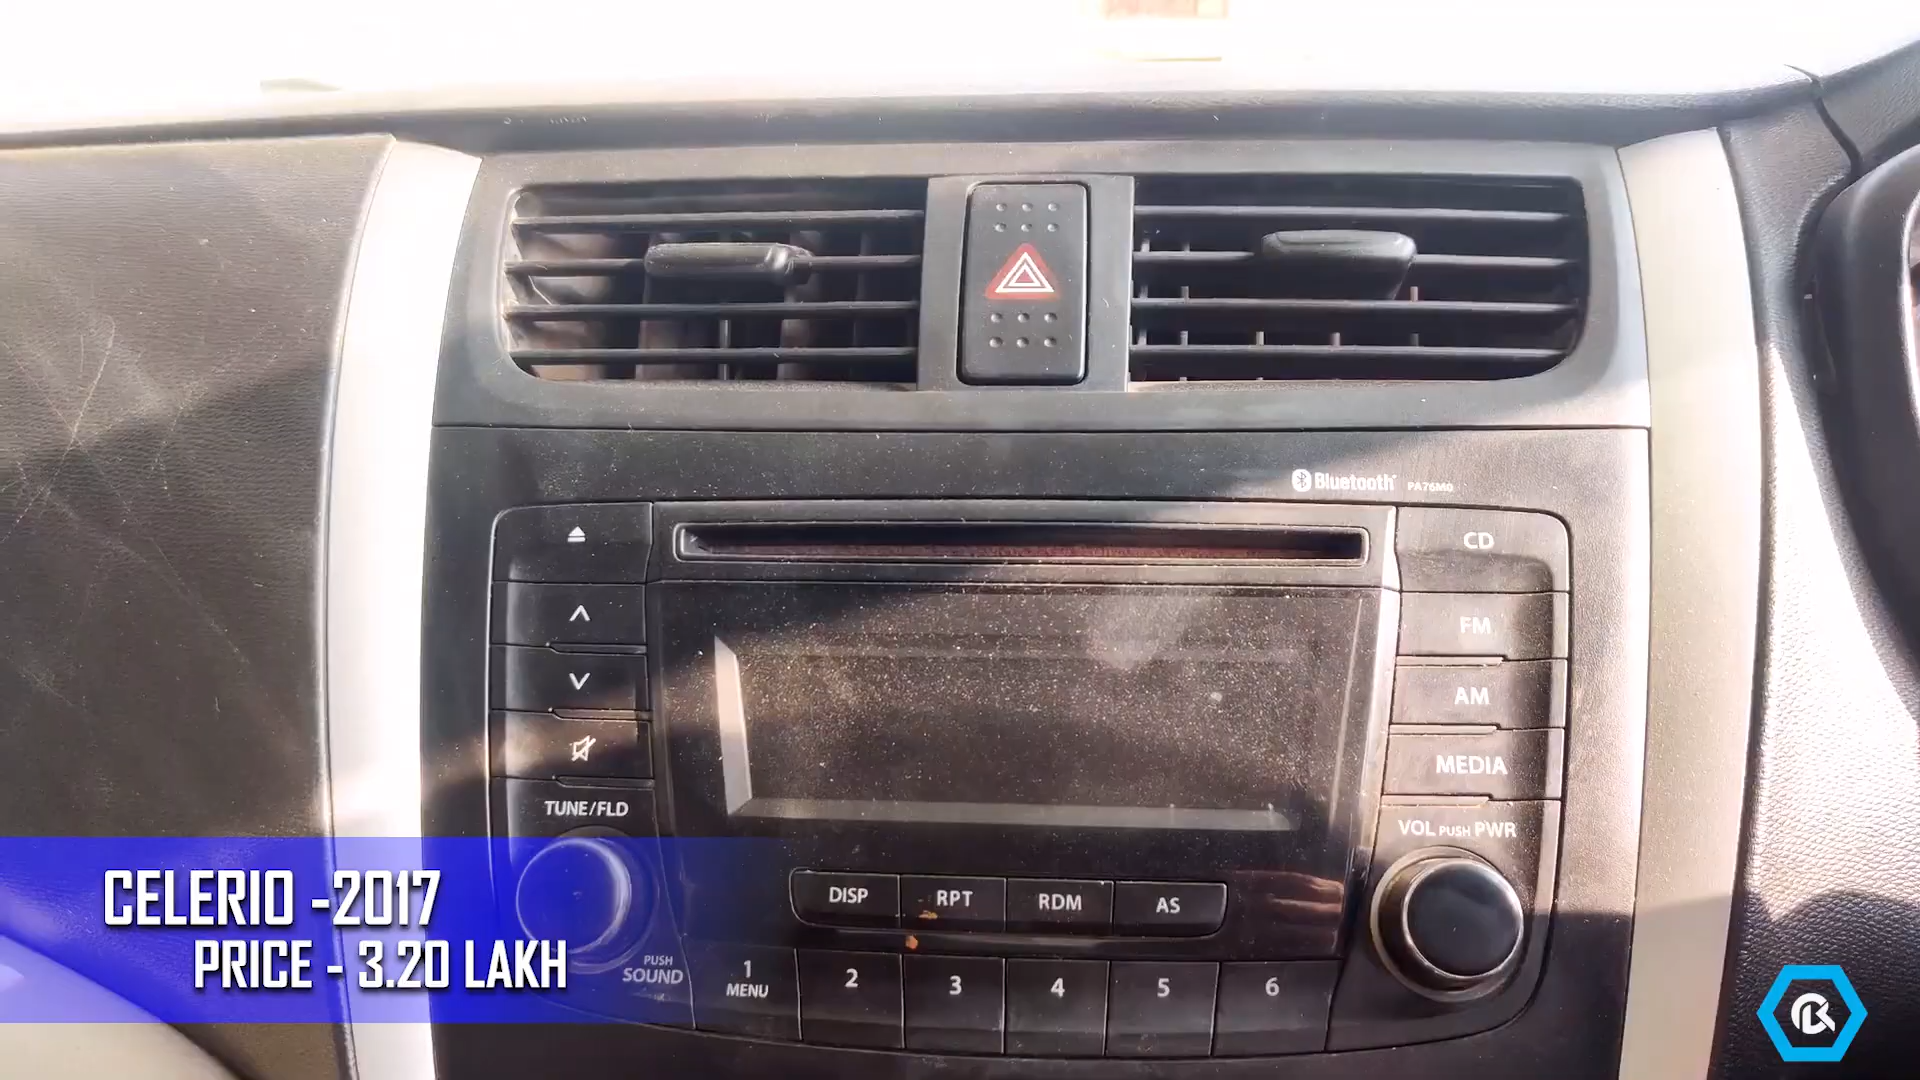 Bluetooth PA76M0
CD
FM
AM
MEDIA
TUNE/FLD
VOL PUSH PWR
DISP RPT RDM AS
PUSH
SOUND
1 2 3 4 5 6
MENU
CELERIO -2017
PRICE - 3.20 LAKH